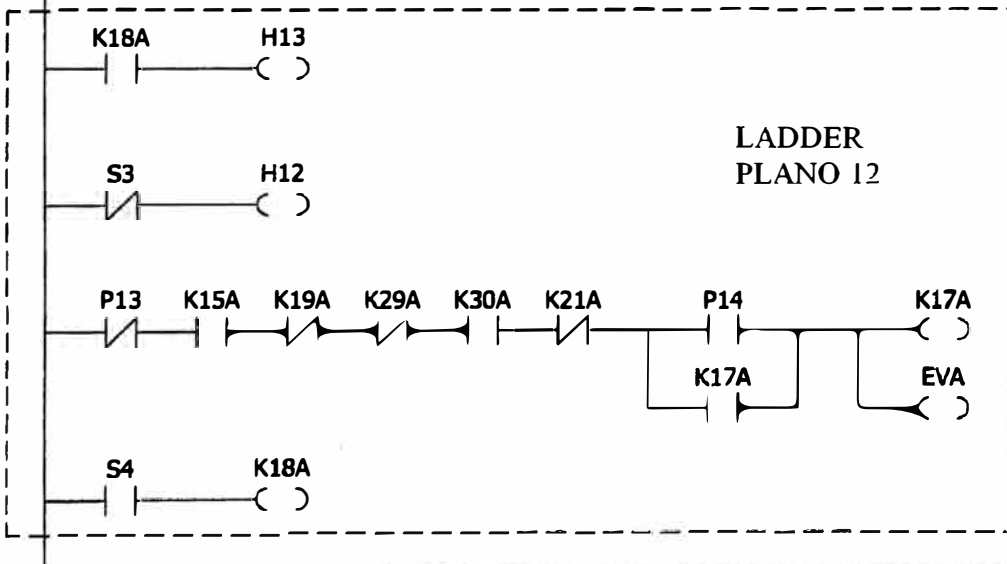 K18A H13
LADDER
PLANO 12
S3 H12
P13 K15A K19A K29A K30A K21A P14 K17A
K17A EVA
S4 K18A